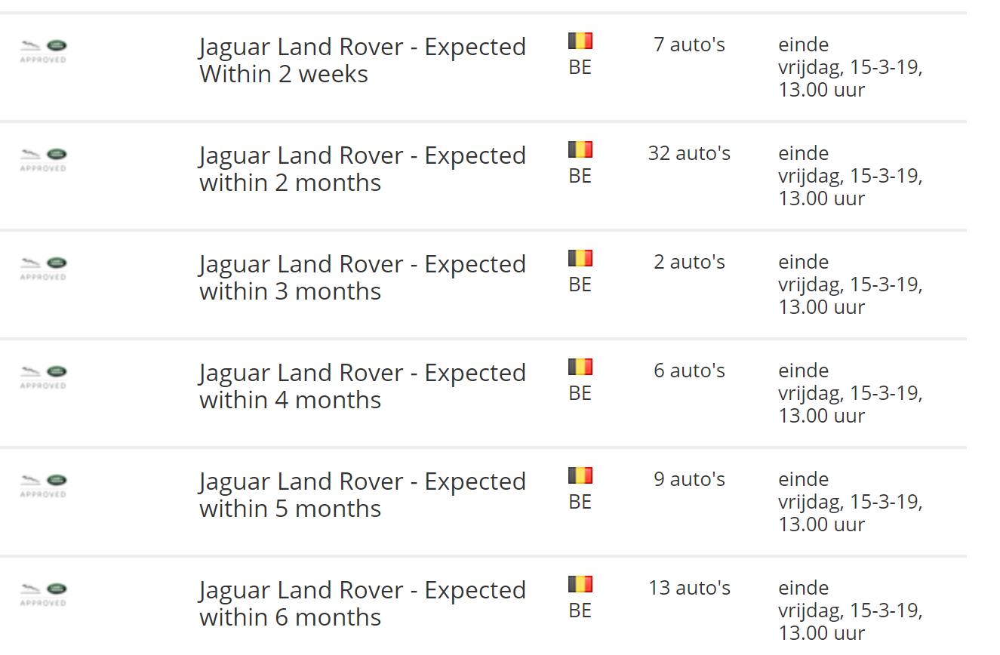 APPROVED
Jaguar Land Rover - Expected
Within 2 weeks
BE
7 auto's
einde
vrijdag, 15-3-19,
13.00 uur
APPROVED
Jaguar Land Rover - Expected
within 2 months
BE
32 auto's
einde
vrijdag, 15-3-19,
13.00 uur
APPROVED
Jaguar Land Rover - Expected
within 3 months
BE
2 auto's
einde
vrijdag, 15-3-19,
13.00 uur
APPROVED
Jaguar Land Rover - Expected
within 4 months
BE
6 auto's
einde
vrijdag, 15-3-19,
13.00 uur
APPROVED
Jaguar Land Rover - Expected
within 5 months
BE
9 auto's
einde
vrijdag, 15-3-19,
13.00 uur
APPROVED
Jaguar Land Rover - Expected
within 6 months
BE
13 auto's
einde
vrijdag, 15-3-19,
13.00 uur